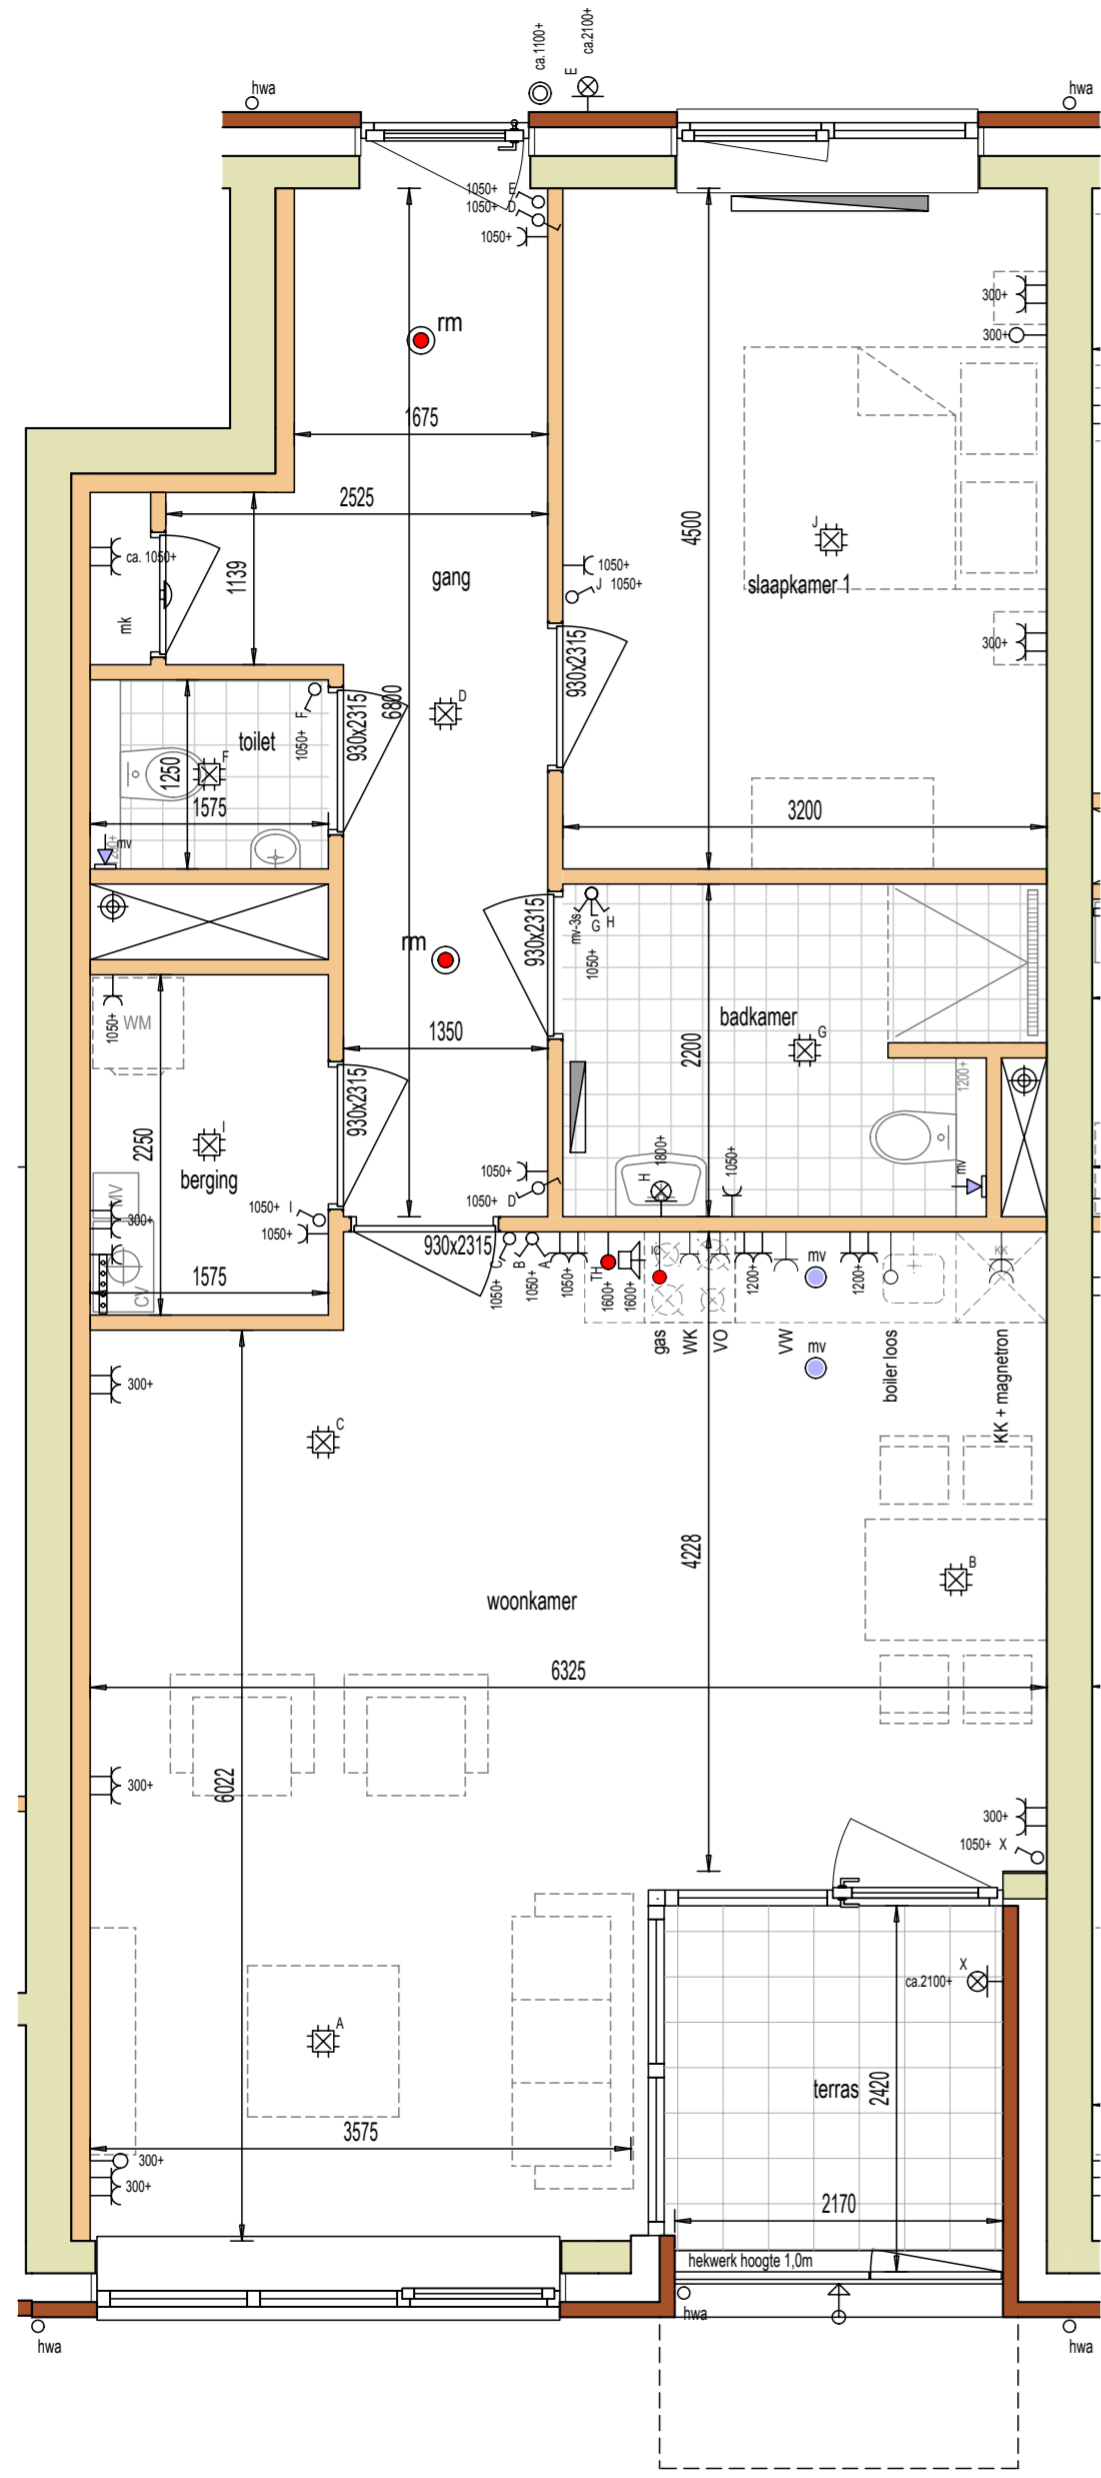 hwa
ca.1100+
E
ca.2100+
hwa
1050+ E
1050+ D
1050+
rm
300+
300+
1675
2525
4500
J
ca. 1050+
1139
gang
1050+
J 1050+
slaapkamer 1
mk
300+
930x2315
6800
D
930x2315
F
1050+
toilet
F
1250
1575
3200
mv
930x2315
mv-3s
G
H
1050+
rm
WM
1050+
badkamer
G
1350
2200
1200+
930x2315
2250
I
berging
MV
300+
1050+
1050+ D
H
1800+
1050+
mv
1050+ I
1050+
930x2315
CV
1575
C
1050+
B
1050+
A
1050+
TH
1600+
1600+
gas
WK
VO
1200+
VW
mv
mv
1200+
boiler loos
KK
KK + magnetron
300+
C
4228
B
woonkamer
6325
6022
300+
300+
1050+ X
X
ca.2100+
A
terras
2420
3575
300+
300+
2170
hekwerk hoogte 1,0m
hwa
hwa
hwa